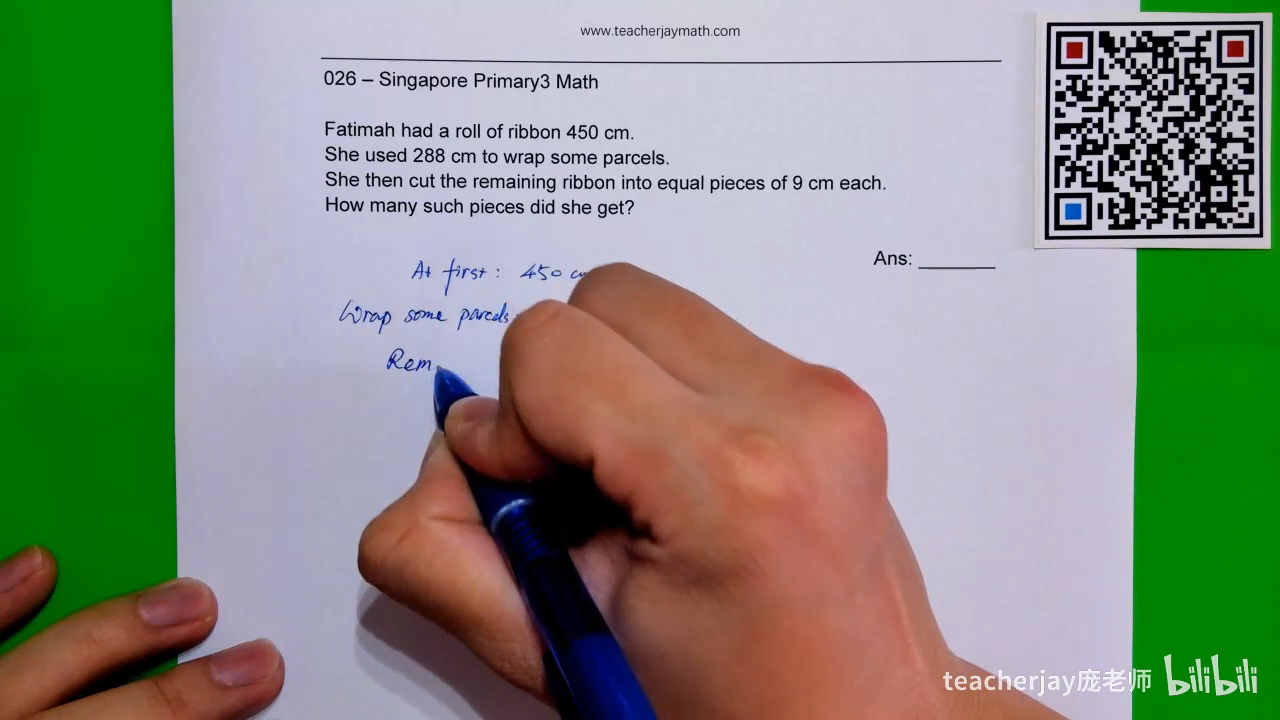 www.teacherjaymath.com
026 – Singapore Primary3 Math
Fatimah had a roll of ribbon 450 cm.
She used 288 cm to wrap some parcels.
She then cut the remaining ribbon into equal pieces of 9 cm each.
How many such pieces did she get?
Ans: ______
At first : 450 cm
Wrap some parcels
Rem
teacherjay庞老师 bilibili